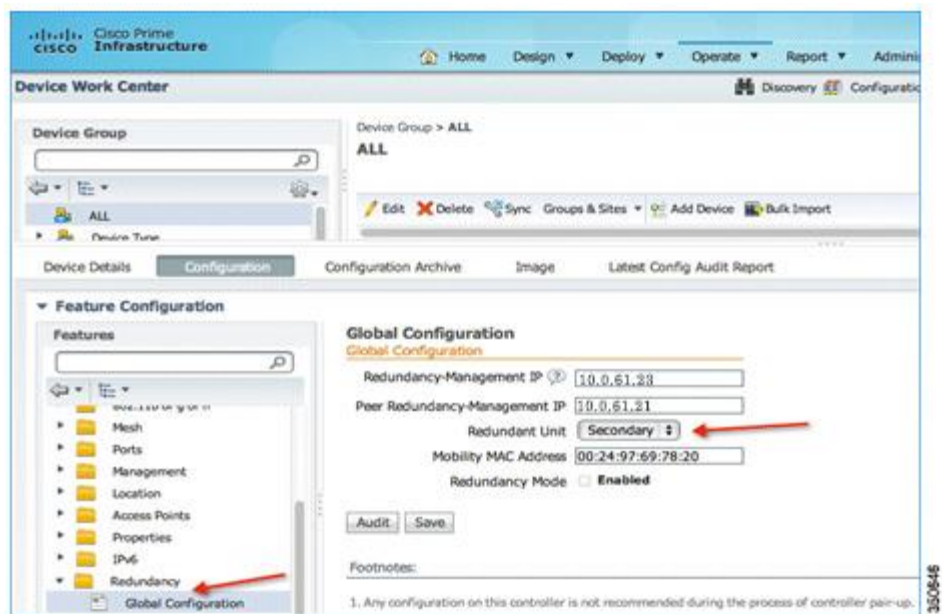 Cisco Prime
CISCO Infrastructure
Home Design Deploy Operate Report
Device Work Center
Discovery
Device Group
Device Group > ALL
ALL
ALL
Edit Delete Sync Groups & Sites Add Device Bulk Import
Device Type
Device Details Configuration Configuration Archive Image Latest Config Audit Report
Feature Configuration
Features
Global Configuration
Global Configuration
Redundancy-Management IP ? 10.0.61.23
Peer Redundancy-Management IP 10.0.61.21
Redundant Unit Secondary
Mobility MAC Address 00:24:97:69:78:20
Redundancy Mode Enabled
Audit Save
Footnotes:
1. Any configuration on this controller is not recommended during the process of controller pair-up.
Mesh
Ports
Management
Location
Access Points
Properties
IPv6
Redundancy
Global Configuration